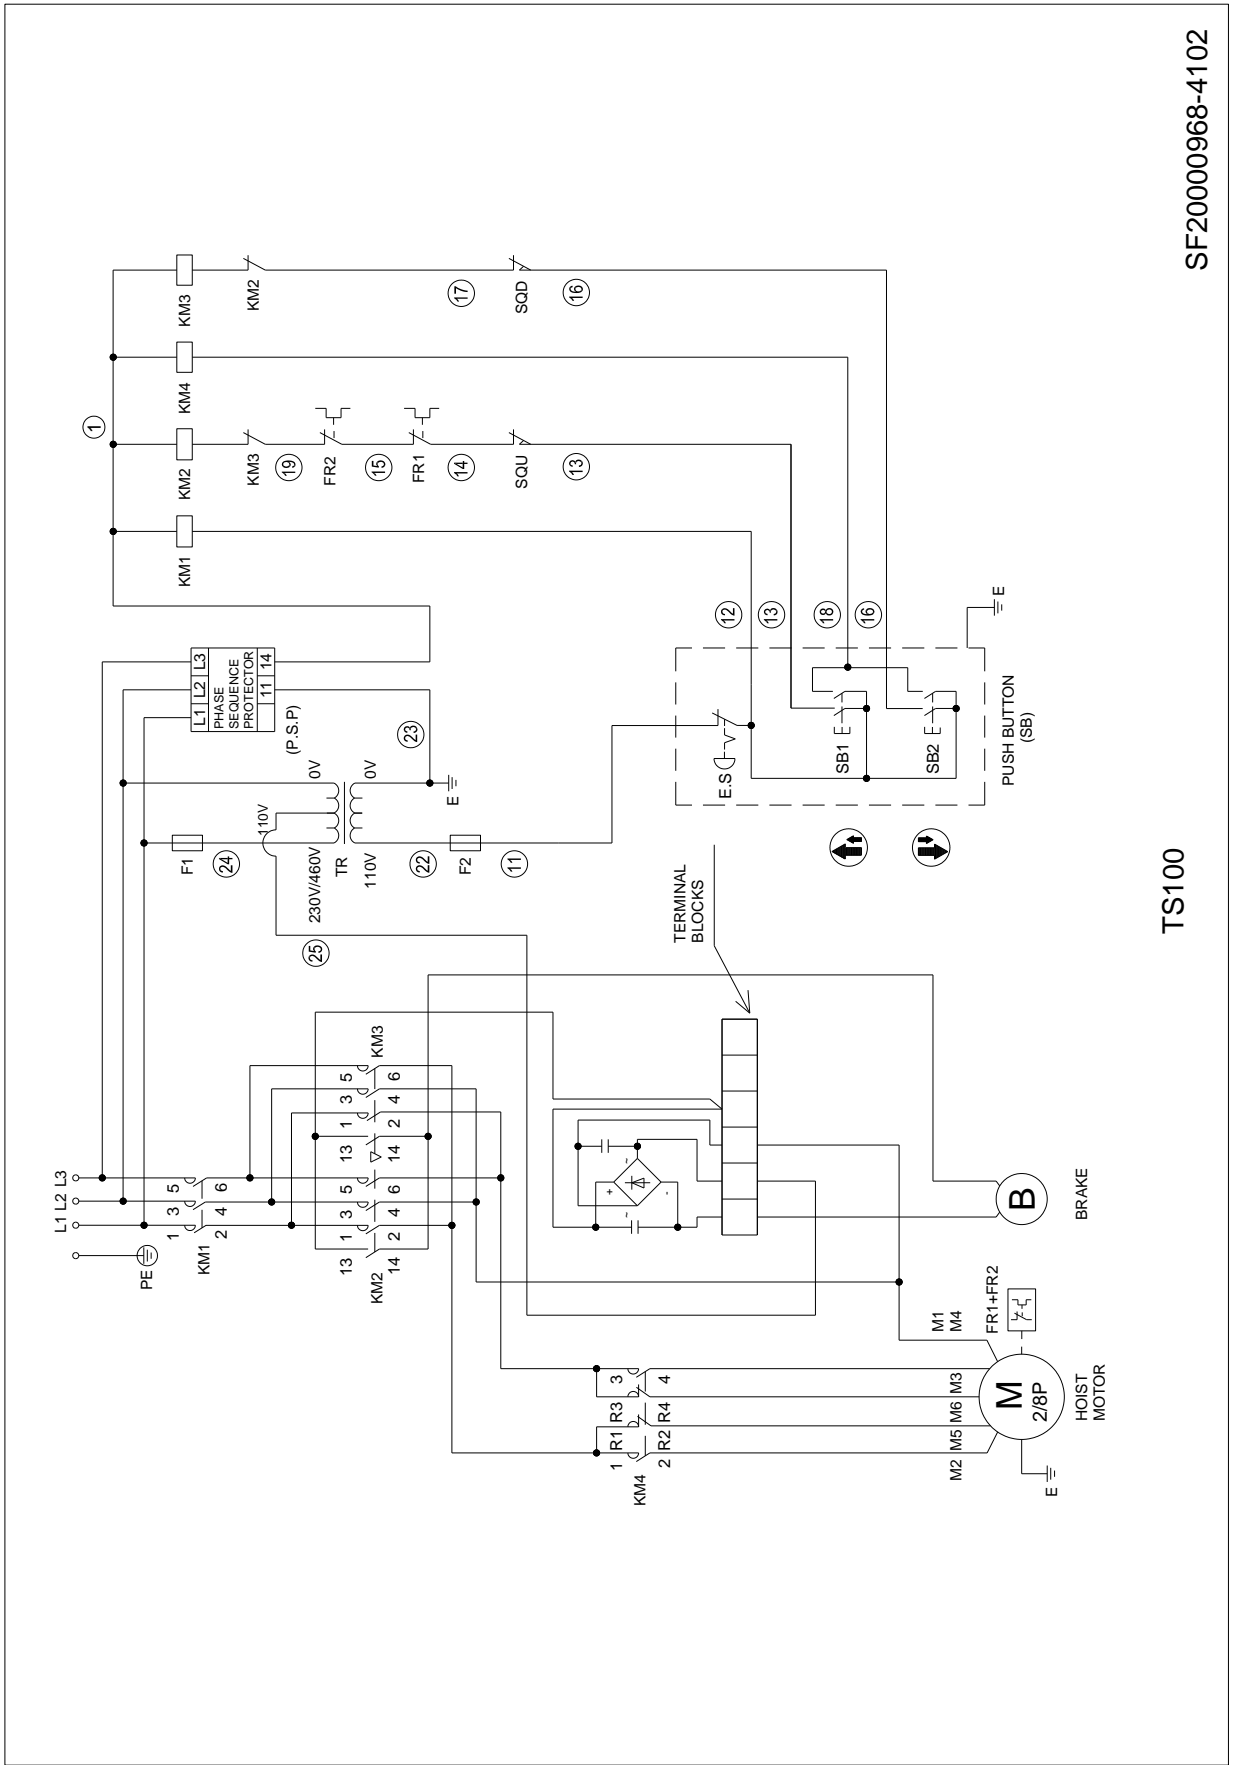 L1 L2 L3
PE
1 3 5
KM1
2 4 6
13 1 3 5
KM2
14 2 4 6
13 1 3 5
KM3
14 2 4 6
25
F1
24
110V
230V/460V
0V
TR
110V
0V
22
F2
11
E
23
L1 L2 L3
PHASE
SEQUENCE
PROTECTOR
11 14
(P.S.P)
1
KM1
KM2
KM4
KM3
KM3
19
FR2
15
FR1
14
SQU
13
KM2
17
SQD
16
12
13
18
16
E.S
SB1
SB2
E
PUSH BUTTON
(SB)
TERMINAL
BLOCKS
+
-
~
~
B
BRAKE
1 R1 R3 3
KM4
2 R2 R4 4
M2 M5 M6 M3
M1
M4
FR1+FR2
M
2/8P
HOIST
MOTOR
E
TS100
SF20000968-4102